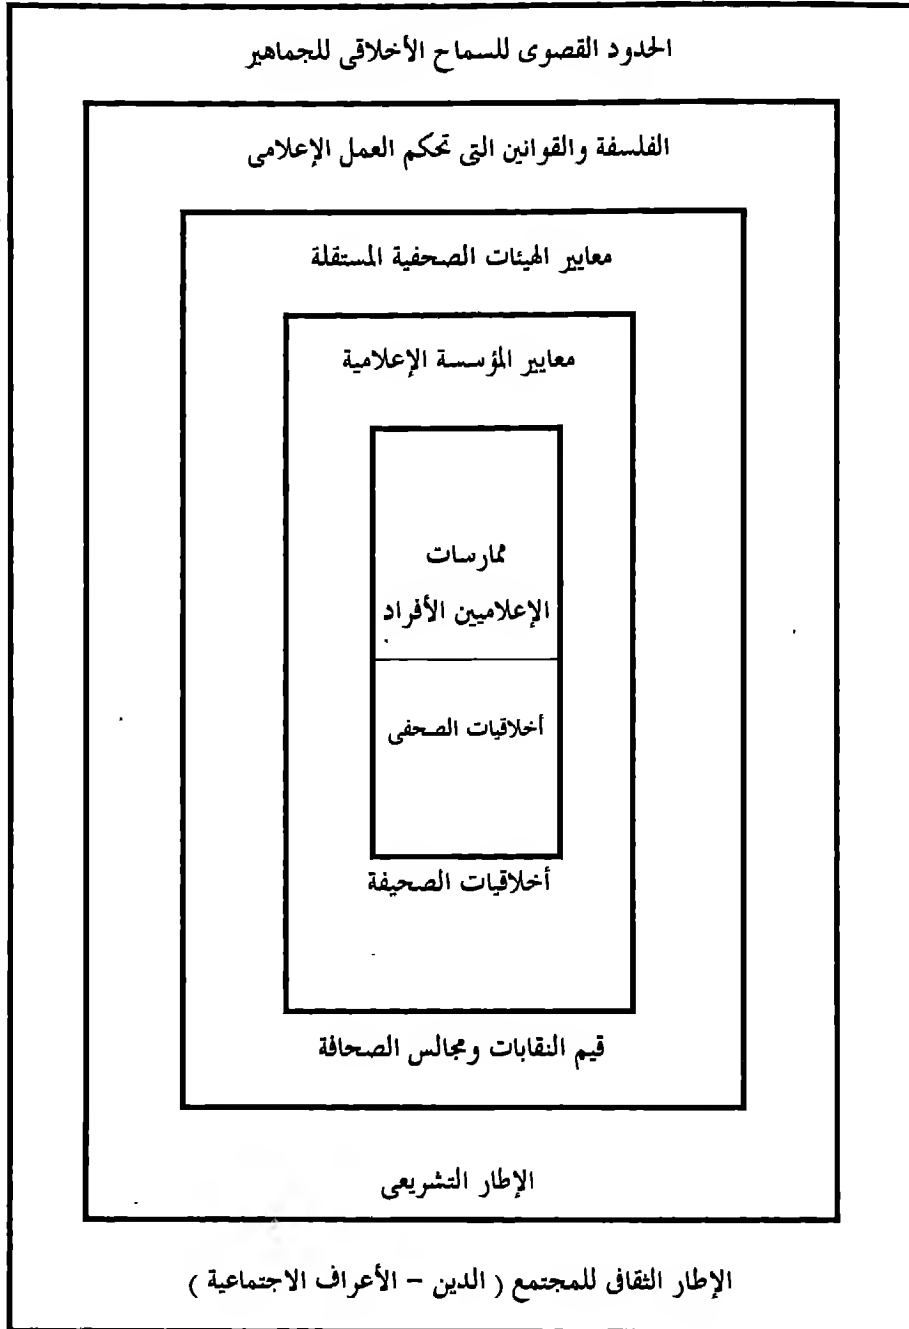 الحدود القصوى للسماح الأخلاقى للجماهير
الفلسفة والقوانين التى تحكم العمل الإعلامى
معايير الهيئات الصحفية المستقلة
معايير المؤسسة الإعلامية
ممارسات
الإعلاميين الأفراد
أخلاقيات الصحفى
أخلاقيات الصحيفة
قيم النقابات ومجالس الصحافة
الإطار التشريعى
الإطار الثقافى للمجتمع ( الدين – الأعراف الاجتماعية )